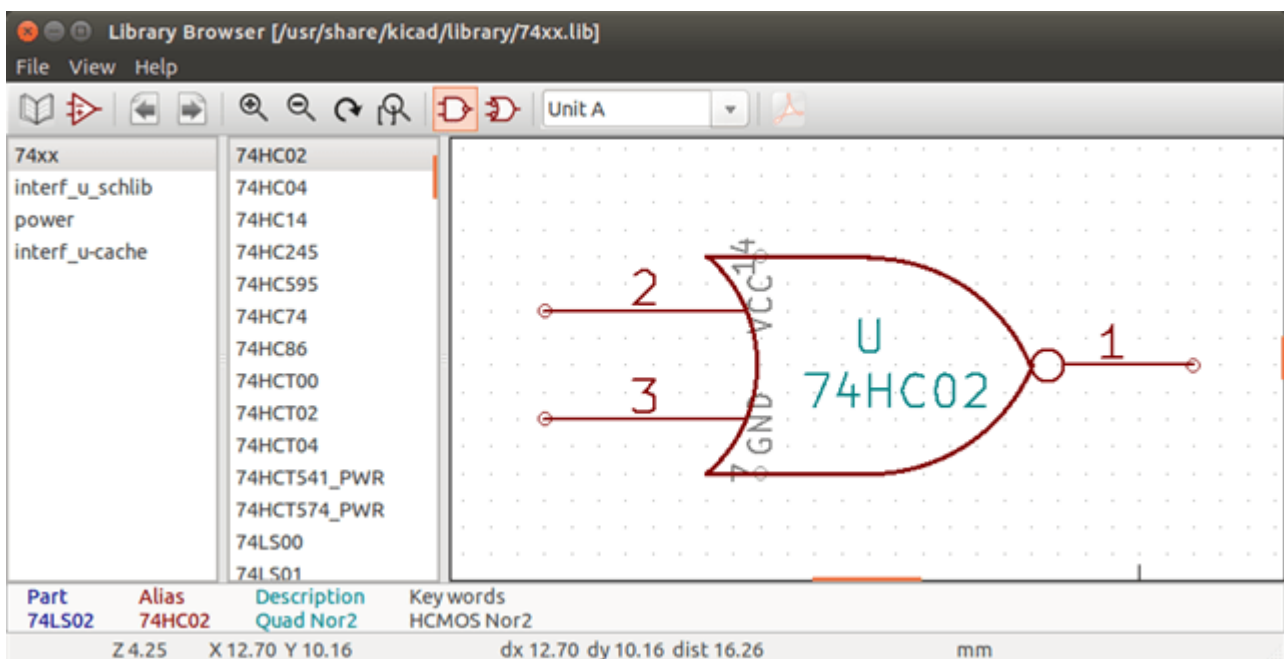 Library Browser [/usr/share/kicad/library/74xx.lib]
File View Help
Unit A
74xx
interf_u_schlib
power
interf_u-cache
74HC02
74HC04
74HC14
74HC245
74HC595
74HC74
74HC86
74HCT00
74HCT02
74HCT04
74HCT541_PWR
74HCT574_PWR
74LS00
74LS01
14
VCC
2
3
GND
7
U
74HC02
1
Part Alias Description Key words
74LS02 74HC02 Quad Nor2 HCMOS Nor2
Z 4.25 X 12.70 Y 10.16 dx 12.70 dy 10.16 dist 16.26 mm